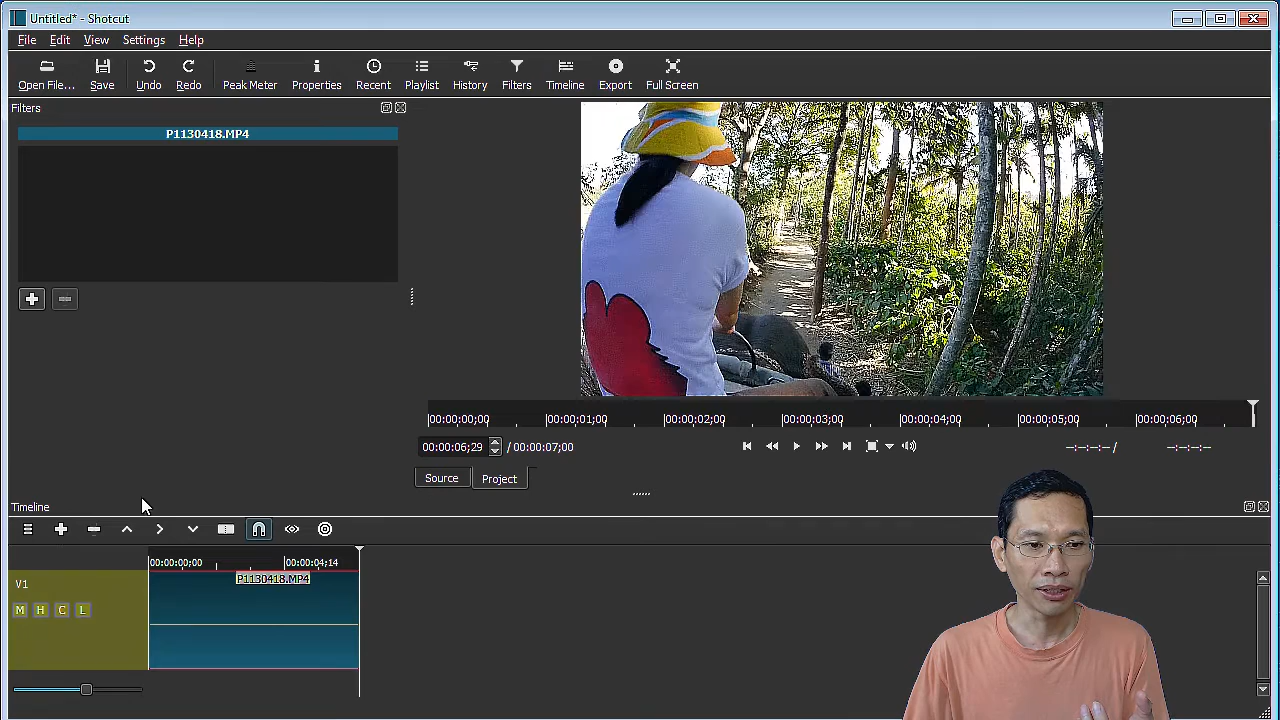 Untitled* - Shotcut
File Edit View Settings Help
Open File... Save Undo Redo Peak Meter Properties Recent Playlist History Filters Timeline Export Full Screen
Filters
P1130418.MP4
|00:00:00;00 |00:00:01;00 |00:00:02;00 |00:00:03;00 |00:00:04;00 |00:00:05;00 |00:00:06;00
00:00:06;29 / 00:00:07;00 --:--:--:-- / --:--:--:--
Source Project
Timeline
00:00:00;00 00:00:04;14
P1130418.MP4
V1
M H C L